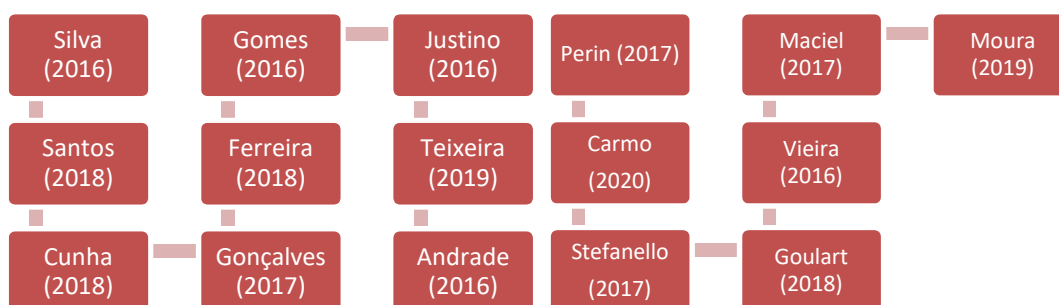 Silva
(2016)
Gomes
(2016)
Justino
(2016)
Perin (2017)
Maciel
(2017)
Moura
(2019)
Santos
(2018)
Ferreira
(2018)
Teixeira
(2019)
Carmo
(2020)
Vieira
(2016)
Cunha
(2018)
Gonçalves
(2017)
Andrade
(2016)
Stefanello
(2017)
Goulart
(2018)